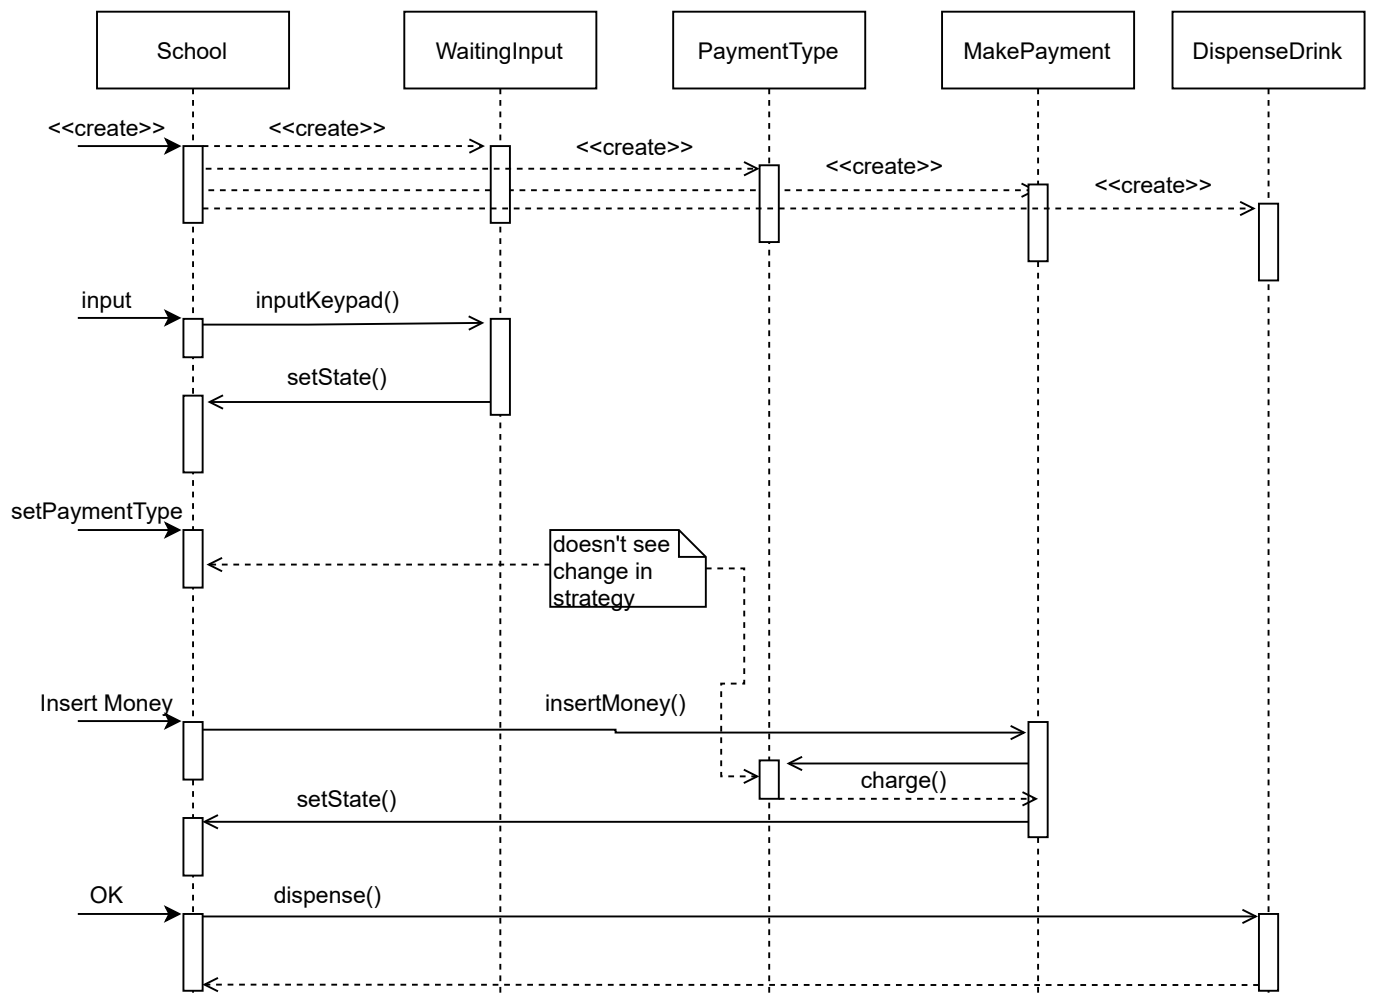 School
WaitingInput
PaymentType
MakePayment
DispenseDrink
<<create>>
<<create>>
<<create>>
<<create>>
<<create>>
input
inputKeypad()
setState()
setPaymentType
doesn't see
change in
strategy
Insert Money
insertMoney()
charge()
setState()
OK
dispense()